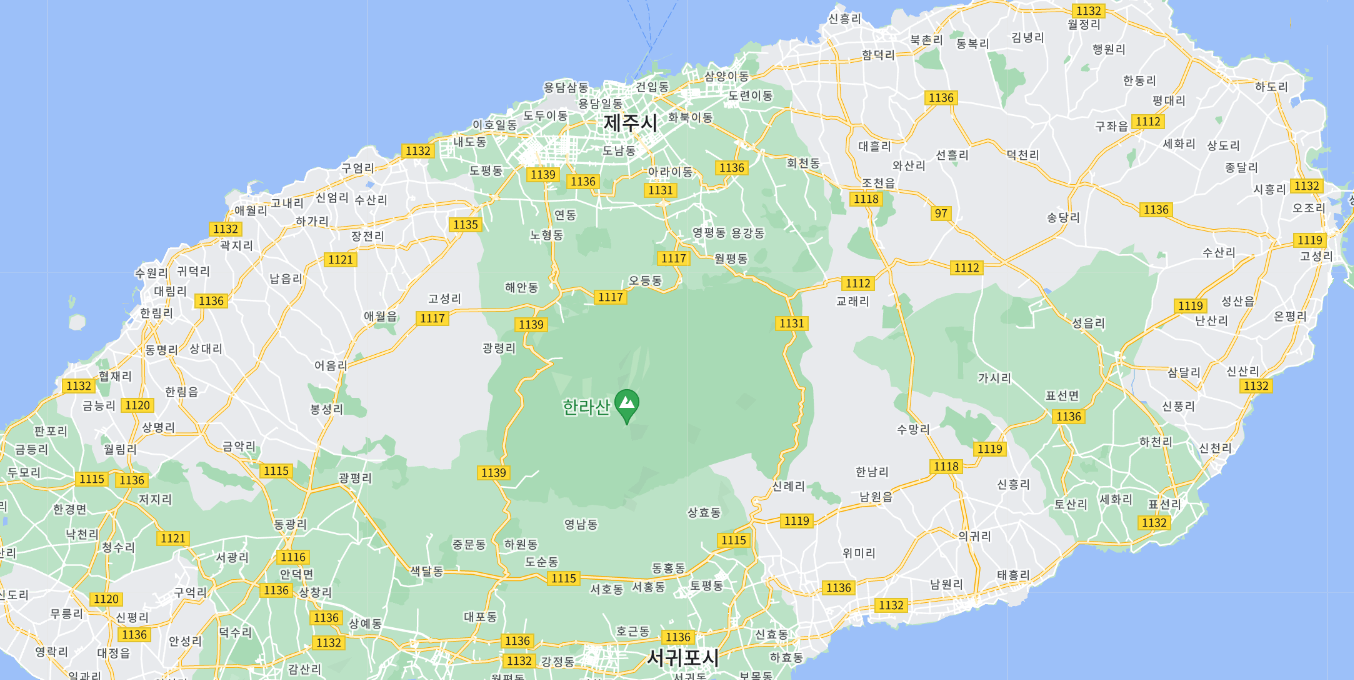 신흥리
1132
월정리
북촌리
동복리
김녕리
행원리
함덕리
삼양이동
한동리
하도리
용담삼동
건입동
도련이동
1136
평대리
용담일동
도두이동
제주시
화북이동
1112
구좌읍
이호일동
내도동
대흘리
세화리
상도리
1132
도남동
선흘리
덕천리
구엄리
도평동
1139
1136
아라이동
1136
회천동
와산리
종달리
1131
조천읍
1118
시흥리
1132
고내리
신엄리
수산리
애월리
하가리
연동
97
송당리
1136
오조리
1132
1135
곽지리
장전리
노형동
영평동
용강동
1119
수산리
고성리
1121
1117
월평동
1112
수원리
귀덕리
납읍리
해안동
오등동
1112
대림리
1136
고성리
1117
교래리
성산읍
1119
한림리
애월읍
1117
1139
1131
성읍리
난산리
온평리
동명리
상대리
광령리
어음리
협재리
1132
가시리
삼달리
신산리
1132
한림읍
금능리
1120
봉성리
한라산
표선면
신풍리
1136
상명리
판포리
수망리
금등리
월림리
금악리
1119
하천리
신천리
두모리
1115
1136
1115
광평리
1139
한남리
1118
신흥리
저지리
신례리
남원읍
한경면
상효동
토산리
세화리
표선리
영남동
1119
1132
동광리
낙천리
1121
청수리
1115
의귀리
중문동
하원동
서광리
1116
위미리
도순동
색달동
안덕면
1115
동홍동
태흥리
1136
상창리
서호동
서홍동
토평동
1136
남원리
구억리
1120
1132
무릉리
신평리
1136
대포동
상예동
덕수리
호근동
신효동
1136
안성리
1132
1136
1136
영락리
대정읍
1132
강정동
서귀포시
하효동
감산리